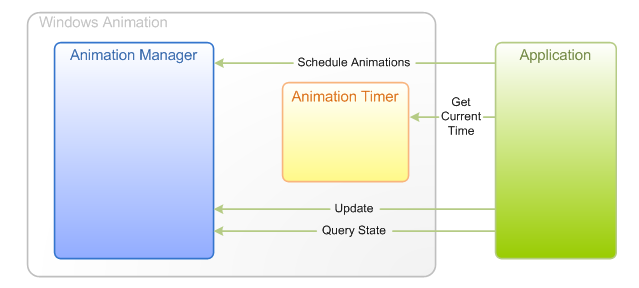 Windows Animation
Animation Manager
Application
Schedule Animations
Animation Timer
Get
Current
Time
Update
Query State